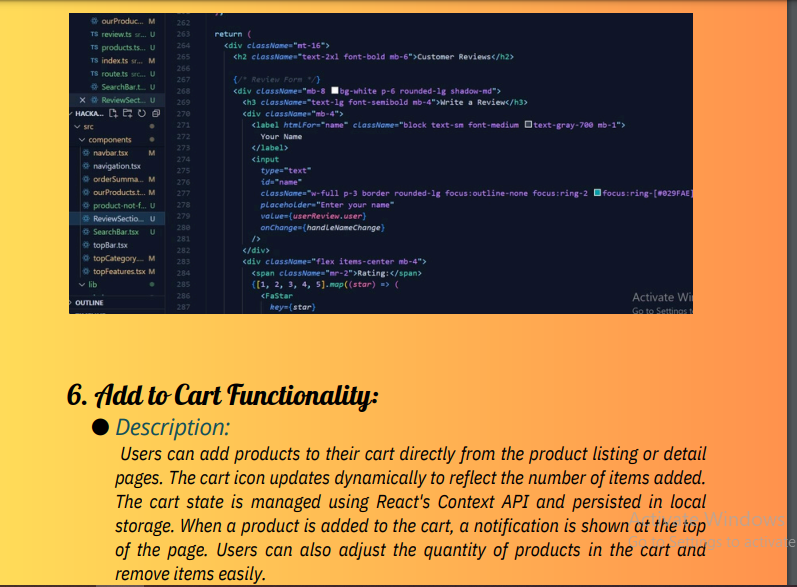 ourProduc... M
TS review.ts sr... U
TS products.ts... U
TS index.ts sr... M
TS route.ts src... U
SearchBar.t... U
ReviewSect... U
HACKA...
src
components
navbar.tsx M
navigation.tsx
orderSumma... M
ourProducts.t... M
product-not-f... U
ReviewSectio... U
SearchBar.tsx U
topBar.tsx
topCategory.... M
topFeatures.tsx M
lib
OUTLINE
262
263 return (
264 <div className="mt-16">
265 <h2 className="text-2xl font-bold mb-6">Customer Reviews</h2>
266
267 {/* Review Form */}
268 <div className="mb-8 bg-white p-6 rounded-lg shadow-md">
269 <h3 className="text-lg font-semibold mb-4">Write a Review</h3>
270 <div className="mb-4">
271 <label htmlFor="name" className="block text-sm font-medium text-gray-700 mb-1">
272 Your Name
273 </label>
274 <input
275 type="text"
276 id="name"
277 className="w-full p-3 border rounded-lg focus:outline-none focus:ring-2 focus:ring-[#029FAE]
278 placeholder="Enter your name"
279 value={userReview.user}
280 onChange={handleNameChange}
281 />
282 </div>
283 <div className="flex items-center mb-4">
284 <span className="mr-2">Rating:</span>
285 {[1, 2, 3, 4, 5].map((star) => (
286 <FaStar
287 key={star}
Activate Wi
Go to Settings t
6. Add to Cart Functionality:
● Description:
Users can add products to their cart directly from the product listing or detail
pages. The cart icon updates dynamically to reflect the number of items added.
The cart state is managed using React's Context API and persisted in local
storage. When a product is added to the cart, a notification is shown at the top
of the page. Users can also adjust the quantity of products in the cart and
remove items easily.
Activate Windows
Go to Settings to activate